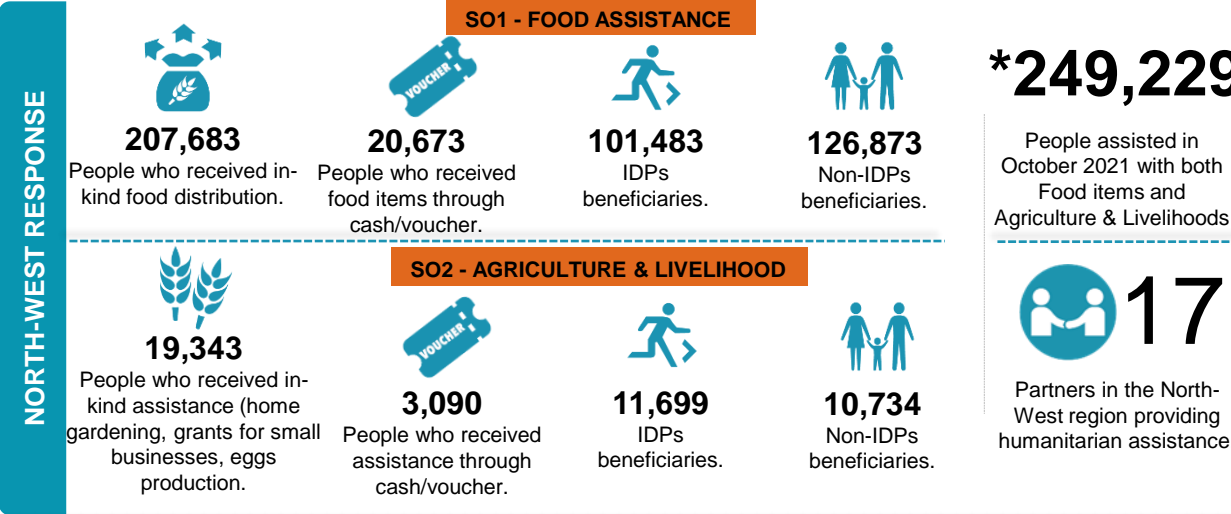 NORTH-WEST RESPONSE
SO1 - FOOD ASSISTANCE
207,683
People who received in-
kind food distribution.
VOUCHER
20,673
People who received
food items through
cash/voucher.
101,483
IDPs
beneficiaries.
126,873
Non-IDPs
beneficiaries.
*249,229
People assisted in
October 2021 with both
Food items and
Agriculture & Livelihoods
SO2 - AGRICULTURE & LIVELIHOOD
19,343
People who received in-
kind assistance (home
gardening, grants for small
businesses, eggs
production.
VOUCHER
3,090
People who received
assistance through
cash/voucher.
11,699
IDPs
beneficiaries.
10,734
Non-IDPs
beneficiaries.
17
Partners in the North-
West region providing
humanitarian assistance